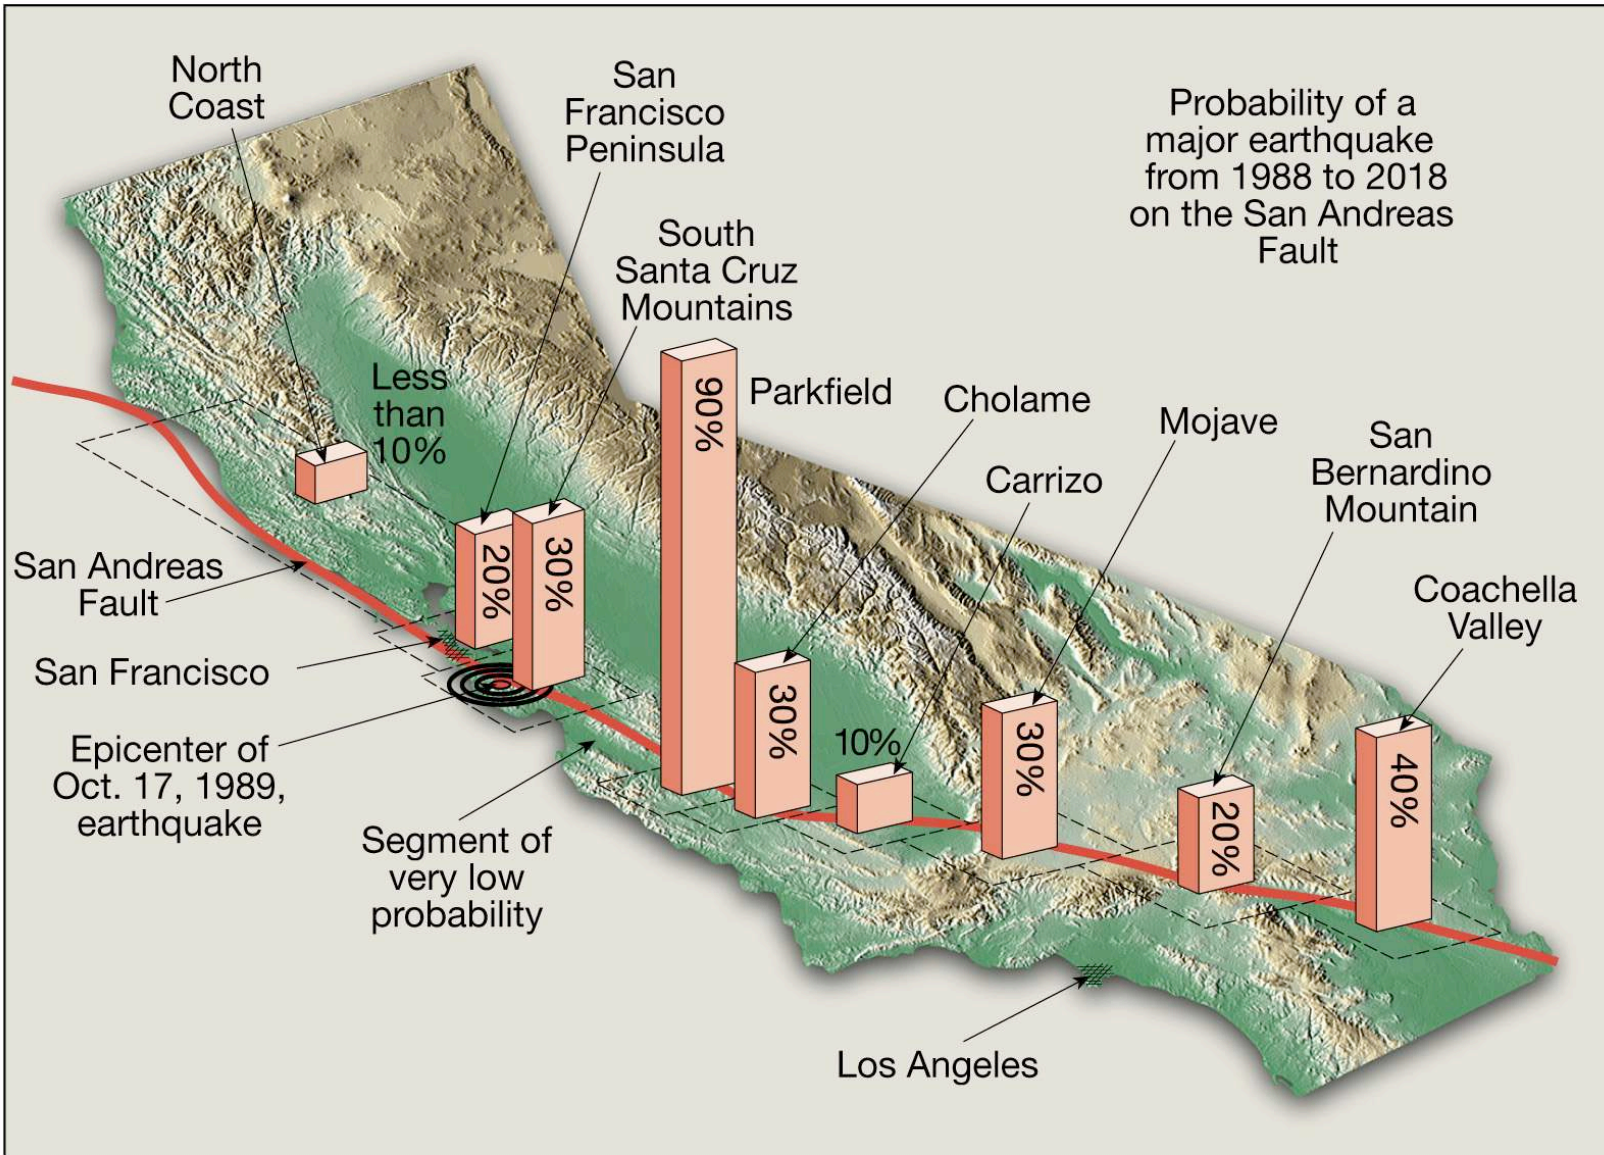 North
Coast
San
Francisco
Peninsula
Probability of a
major earthquake
from 1988 to 2018
on the San Andreas
Fault
South
Santa Cruz
Mountains
Less
than
10%
90%
Parkfield
Cholame
Mojave
San
Bernardino
Mountain
Carrizo
Coachella
Valley
San Andreas
Fault
20%
30%
San Francisco
30%
10%
30%
20%
40%
Epicenter of
Oct. 17, 1989,
earthquake
Segment of
very low
probability
Los Angeles